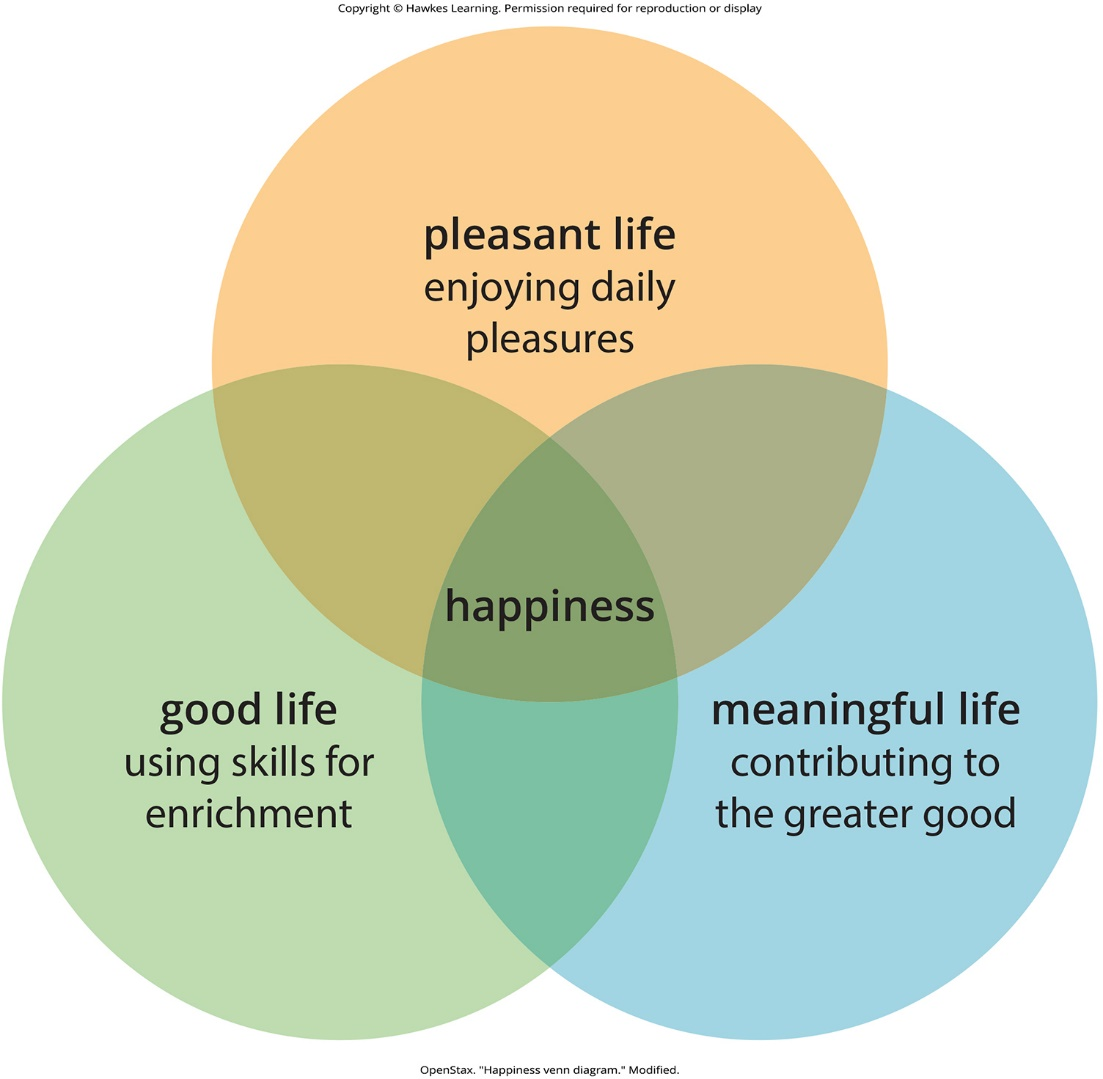 Copyright © Hawkes Learning. Permission required for reproduction or display
pleasant life
enjoying daily
pleasures
happiness
good life
using skills for
enrichment
meaningful life
contributing to
the greater good
OpenStax. "Happiness venn diagram." Modified.